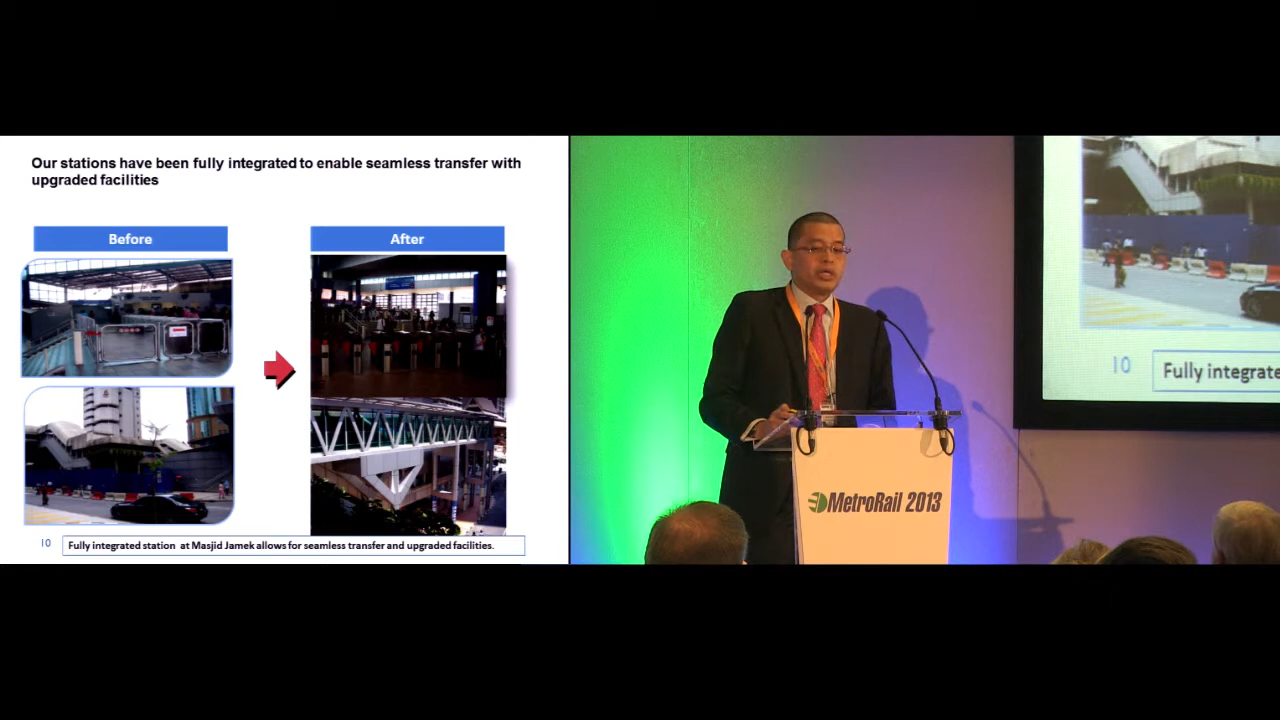 Our stations have been fully integrated to enable seamless transfer with
upgraded facilities
Before
After
10
Fully integrated station at Masjid Jamek allows for seamless transfer and upgraded facilities.
MetroRail 2013
10
Fully integrate